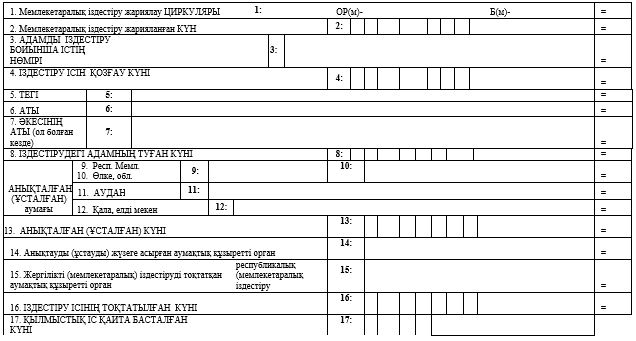 1. Мемлекетаралық іздестіру жариялау ЦИРКУЛЯРЫ 1: ОР(м)- Б(м)- =
2. Мемлекетаралық іздестіру жарияланған КҮН 2: =
3. АДАМДЫ ІЗДЕСТІРУ
БОЙЫНША ІСТІҢ 3:
НӨМІРІ =
4. ІЗДЕСТІРУ ІСІН ҚОЗҒАУ КҮНІ 4: =
5. ТЕГІ 5: =
6. АТЫ 6: =
7. ӘКЕСІНІҢ
АТЫ (ол болған 7:
кезде) =
8. ІЗДЕСТІРУДЕГІ АДАМНЫҢ ТУҒАН КҮНІ 8: =
АНЫҚТАЛҒАН
(ҰСТАЛҒАН)
аумағы
9. Респ. Мемл. 9: 10:
10. Өлке, обл. =
11. АУДАН 11: =
12. Қала, елді мекен 12: =
13. АНЫҚТАЛҒАН (ҰСТАЛҒАН) КҮНІ 13: =
14. Анықтауды (ұстауды) жүзеге асырған аумақтық құзыретті орган 14: =
15. Жергілікті (мемлекетаралық) іздестіруді тоқтатқан
аумақтық құзыретті орган
республикалық
(мемлекетаралық
іздестіру
15: =
16. ІЗДЕСТІРУ ІСІНІҢ ТОҚТАТЫЛҒАН КҮНІ 16: =
17. ҚЫЛМЫСТЫҚ ІС ҚАЙТА БАСТАЛҒАН 17:
КҮНІ